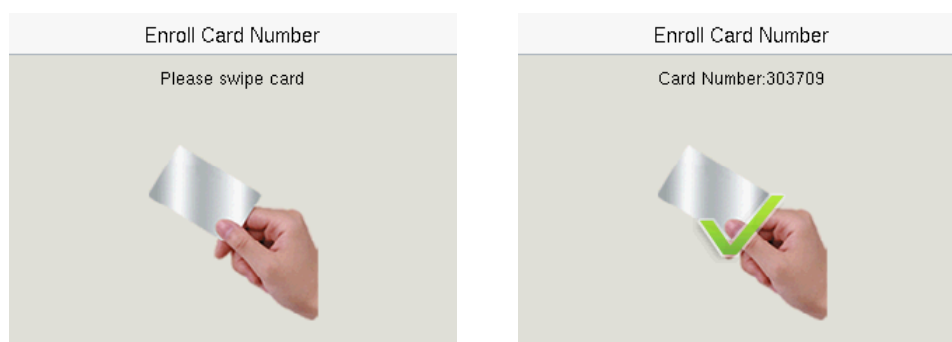 Enroll Card Number
Please swipe card
Enroll Card Number
Card Number:303709